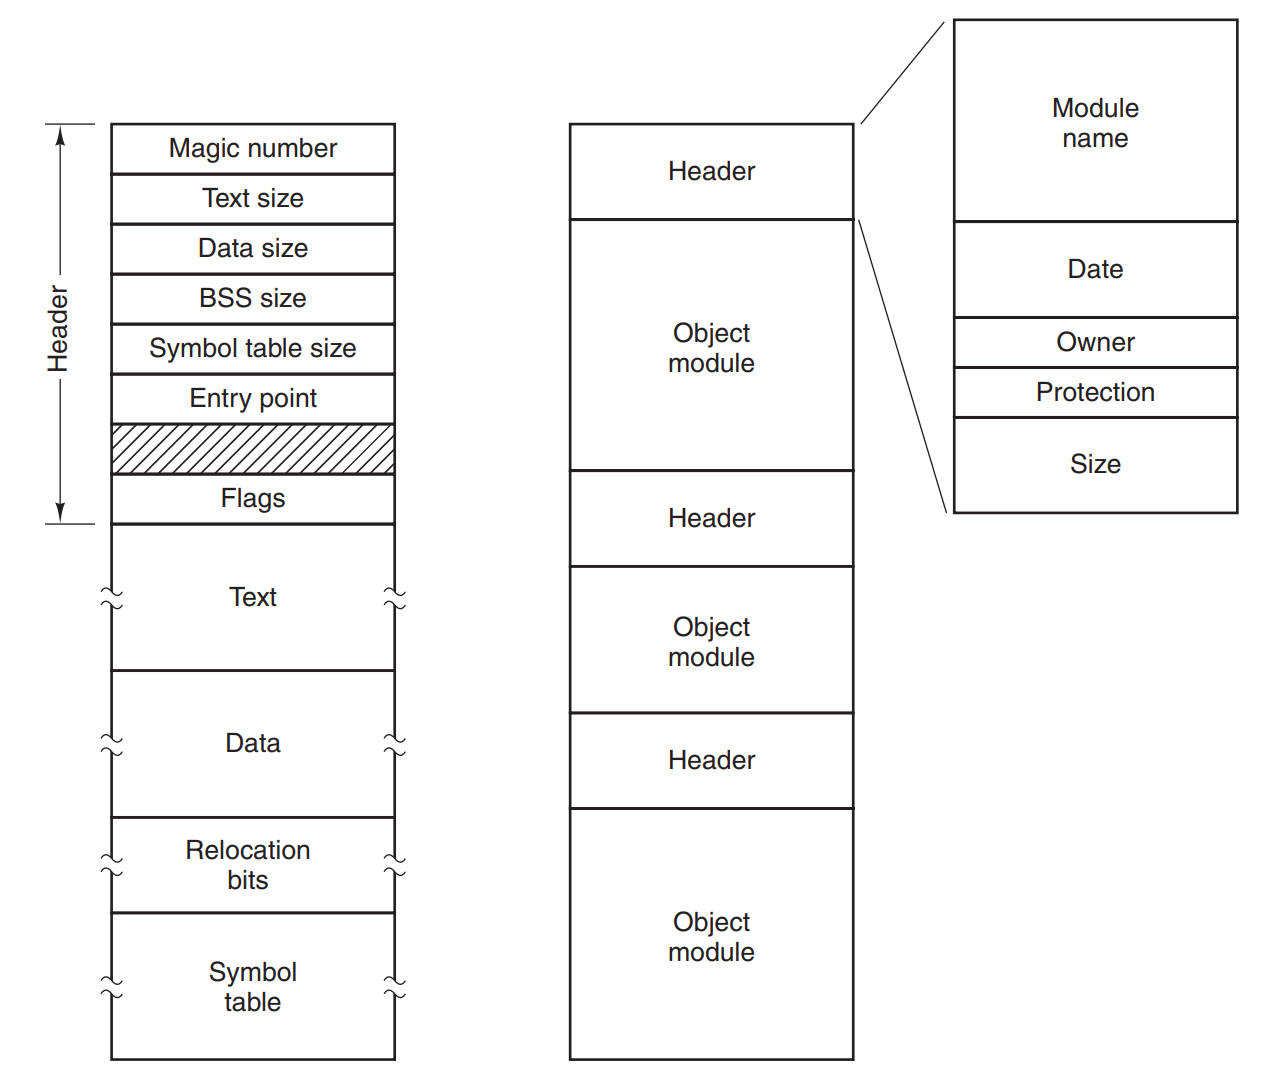 Header
Magic number
Text size
Data size
BSS size
Symbol table size
Entry point
Flags
Text
Data
Relocation
bits
Symbol
table
Header
Object
module
Header
Object
module
Header
Object
module
Module
name
Date
Owner
Protection
Size